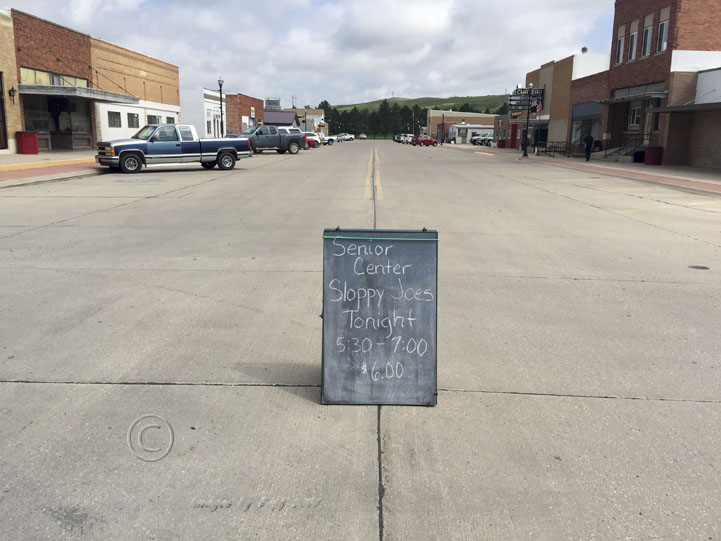 Senior
Center
Sloppy Joes
Tonight
5:30 - 7:00
$6.00
©